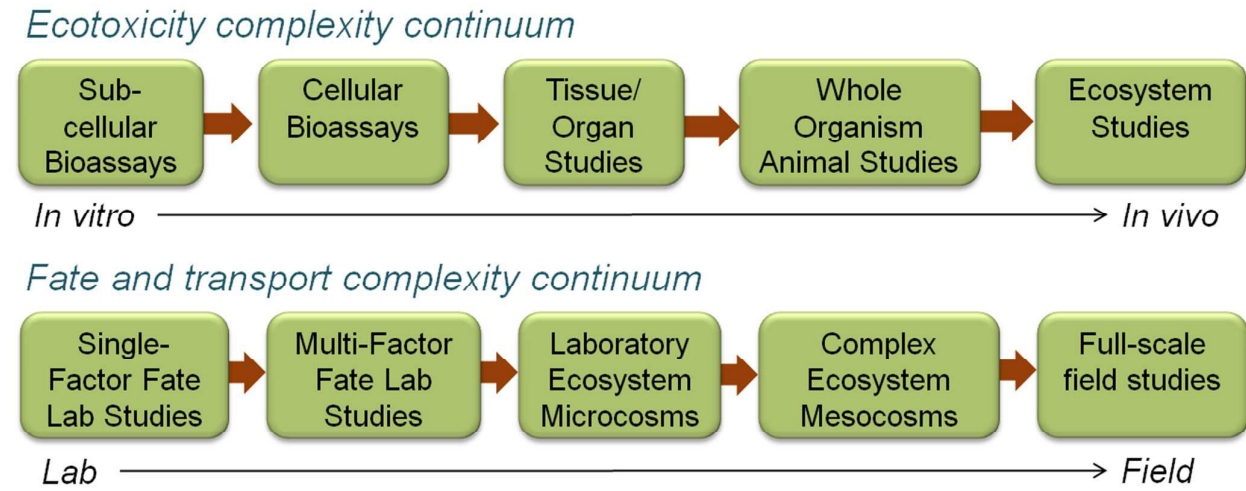 Ecotoxicity complexity continuum
Sub-
cellular
Bioassays
Cellular
Bioassays
Tissue/
Organ
Studies
Whole
Organism
Animal Studies
Ecosystem
Studies
In vitro
In vivo
Fate and transport complexity continuum
Single-
Factor Fate
Lab Studies
Multi-Factor
Fate Lab
Studies
Laboratory
Ecosystem
Microcosms
Complex
Ecosystem
Mesocosms
Full-scale
field studies
Lab
Field